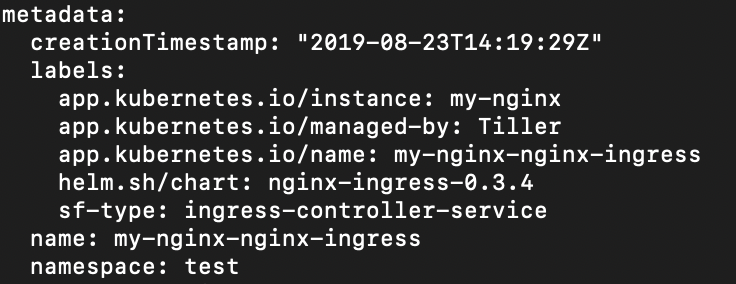 metadata:
  creationTimestamp: "2019-08-23T14:19:29Z"
  labels:
    app.kubernetes.io/instance: my-nginx
    app.kubernetes.io/managed-by: Tiller
    app.kubernetes.io/name: my-nginx-nginx-ingress
    helm.sh/chart: nginx-ingress-0.3.4
    sf-type: ingress-controller-service
  name: my-nginx-nginx-ingress
  namespace: test